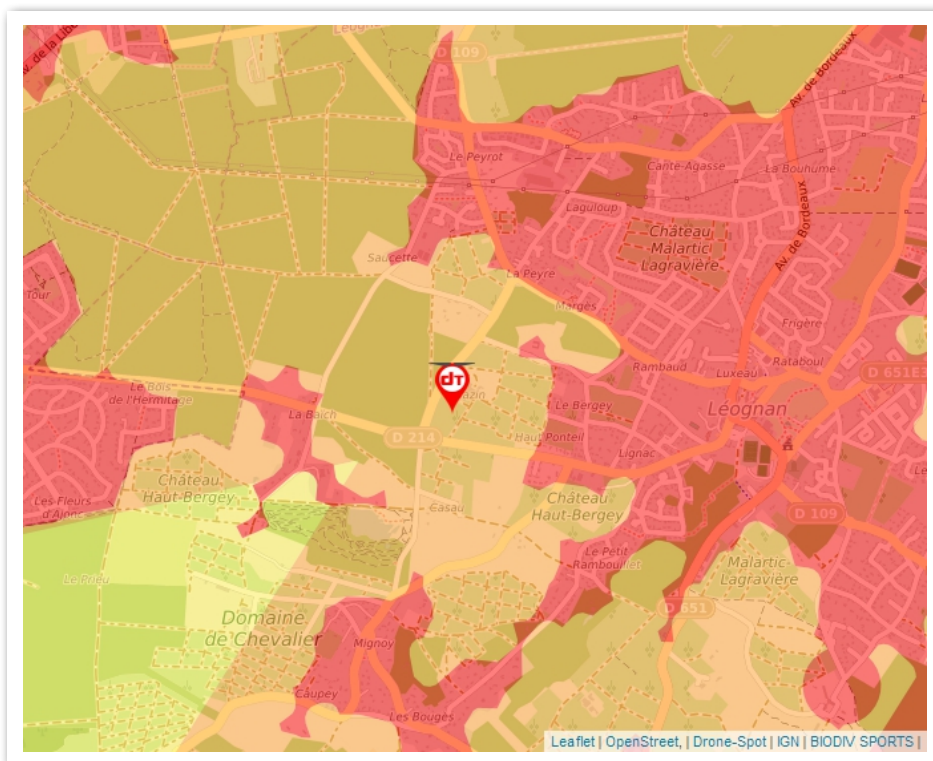 D 109
Av. de Bordeaux
Le Peyrot
Cante-Agasse
La Bouhume
Laguloup
Château
Malartic
Lagravière
Av. de Bordeaux
Saucette
La Peyre
Tour
Marges
Frigère
Rambaud
Luxeau
Rataboul
D 651E3
Le Bois
de l'Hermitage
La Baich
dT
Le Bergey
Léognan
D 214
Haut Ponteil
Lignac
Château
Haut-Bergey
Casau
Château
Haut-Bergey
Les Fleurs
d'Ajonc
D 109
Le Petit
Rambouillet
Malartic-
Lagravière
Le Prieu
D 651
Domaine
de Chevalier
Mignoy
Caupey
Les Bouges
Leaflet | OpenStreet, | Drone-Spot | IGN | BIODIV SPORTS |